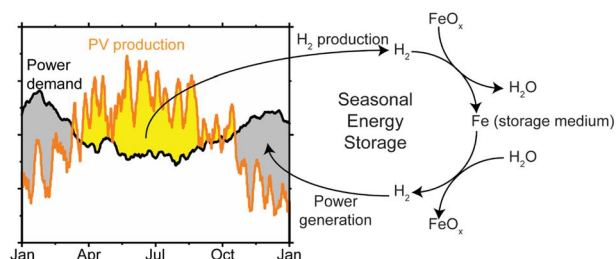 PV production
Power
demand
H₂ production
H₂
FeOₓ
H₂O
Fe (storage medium)
Seasonal
Energy
Storage
H₂O
H₂
FeOₓ
Power
generation
Jan
Apr
Jul
Oct
Jan